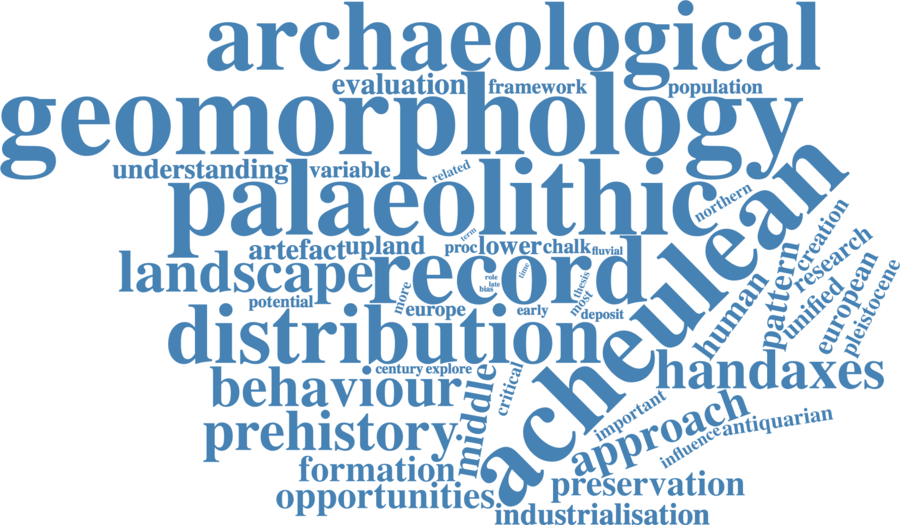 archaeological
evaluation framework population
geomorphology
understanding variable related
palaeolithic
northern
term
artefact upland proc lower chalk fluvial
landscape record
role time
late
bias
thesis
more
most
potential europe early deposit
distribution
acheulean
human
pattern
creation
research
unified
european
pleistocene
century explore
handaxes
behaviour
middle
critical
important
approach
influence antiquarian
prehistory
formation
preservation
opportunities
industrialisation